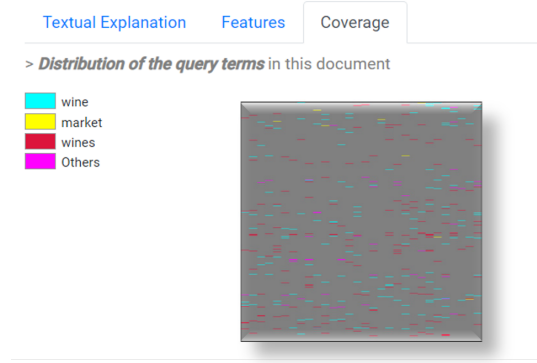 Textual Explanation Features Coverage
> Distribution of the query terms in this document
wine
market
wines
Others